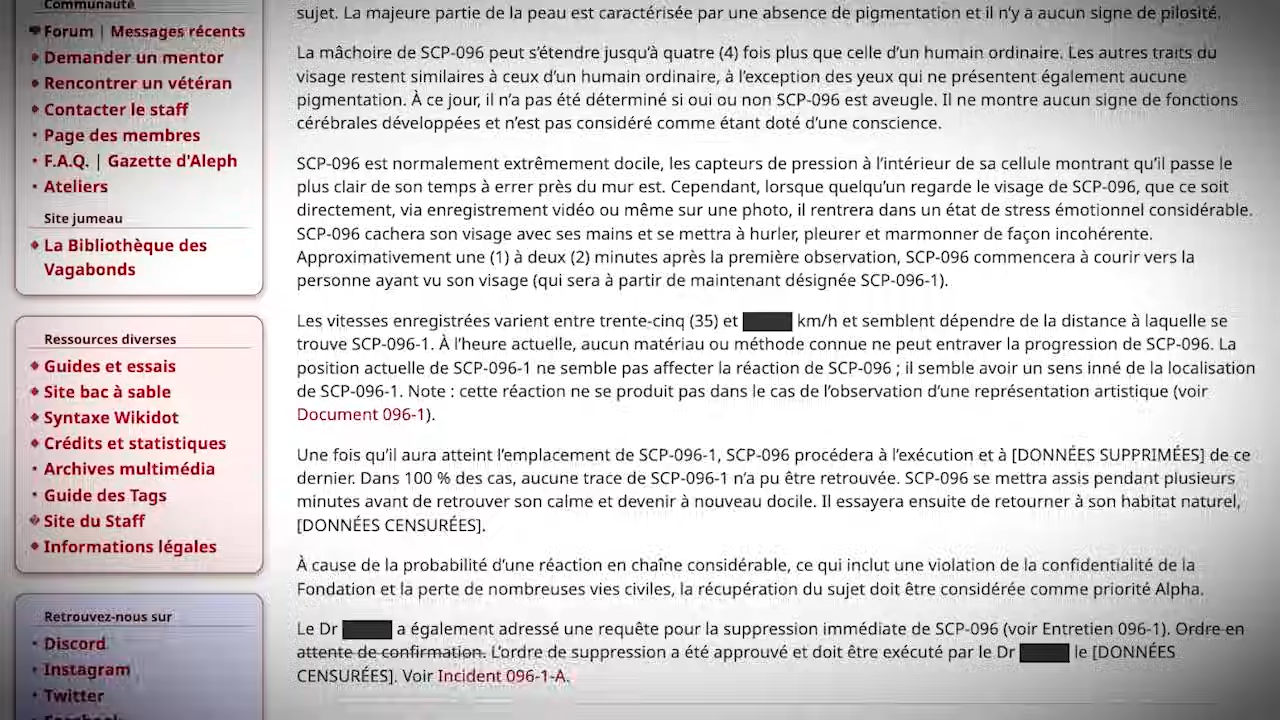 Communauté
Forum | Messages récents
Demander un mentor
Rencontrer un vétéran
Contacter le staff
Page des membres
F.A.Q. | Gazette d'Aleph
Ateliers
Site jumeau
La Bibliothèque des
Vagabonds
Ressources diverses
Guides et essais
Site bac à sable
Syntaxe Wikidot
Crédits et statistiques
Archives multimédia
Guide des Tags
Site du Staff
Informations légales
Retrouvez-nous sur
Discord
Instagram
Twitter
Facebook
sujet. La majeure partie de la peau est caractérisée par une absence de pigmentation et il n’y a aucun signe de pilosité.
La mâchoire de SCP-096 peut s’étendre jusqu’à quatre (4) fois plus que celle d’un humain ordinaire. Les autres traits du
visage restent similaires à ceux d’un humain ordinaire, à l’exception des yeux qui ne présentent également aucune
pigmentation. À ce jour, il n’a pas été déterminé si oui ou non SCP-096 est aveugle. Il ne montre aucun signe de fonctions
cérébrales développées et n’est pas considéré comme étant doté d’une conscience.
SCP-096 est normalement extrêmement docile, les capteurs de pression à l’intérieur de sa cellule montrant qu’il passe le
plus clair de son temps à errer près du mur est. Cependant, lorsque quelqu’un regarde le visage de SCP-096, que ce soit
directement, via enregistrement vidéo ou même sur une photo, il rentrera dans un état de stress émotionnel considérable.
SCP-096 cachera son visage avec ses mains et se mettra à hurler, pleurer et marmonner de façon incohérente.
Approximativement une (1) à deux (2) minutes après la première observation, SCP-096 commencera à courir vers la
personne ayant vu son visage (qui sera à partir de maintenant désignée SCP-096-1).
Les vitesses enregistrées varient entre trente-cinq (35) et km/h et semblent dépendre de la distance à laquelle se
trouve SCP-096-1. À l’heure actuelle, aucun matériau ou méthode connue ne peut entraver la progression de SCP-096. La
position actuelle de SCP-096-1 ne semble pas affecter la réaction de SCP-096 ; il semble avoir un sens inné de la localisation
de SCP-096-1. Note : cette réaction ne se produit pas dans le cas de l’observation d’une représentation artistique (voir
Document 096-1).
Une fois qu’il aura atteint l’emplacement de SCP-096-1, SCP-096 procédera à l’exécution et à [DONNÉES SUPPRIMÉES] de ce
dernier. Dans 100 % des cas, aucune trace de SCP-096-1 n’a pu être retrouvée. SCP-096 se mettra assis pendant plusieurs
minutes avant de retrouver son calme et devenir à nouveau docile. Il essayera ensuite de retourner à son habitat naturel,
[DONNÉES CENSURÉES].
À cause de la probabilité d’une réaction en chaîne considérable, ce qui inclut une violation de la confidentialité de la
Fondation et la perte de nombreuses vies civiles, la récupération du sujet doit être considérée comme priorité Alpha.
Le Dr a également adressé une requête pour la suppression immédiate de SCP-096 (voir Entretien 096-1). Ordre en
attente de confirmation. L’ordre de suppression a été approuvé et doit être exécuté par le Dr le [DONNÉES
CENSURÉES]. Voir Incident 096-1-A.